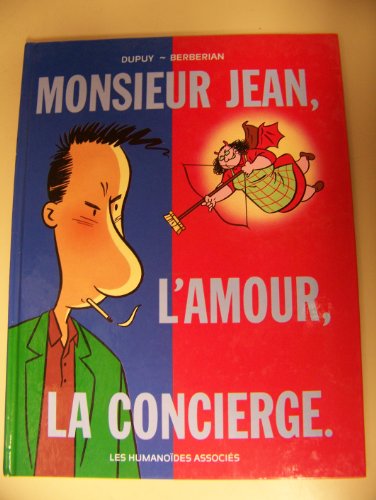 DUPUY ~ BERBERIAN
MONSIEUR JEAN,
L'AMOUR,
LA CONCIERGE.
LES HUMANOÏDES ASSOCIÉS